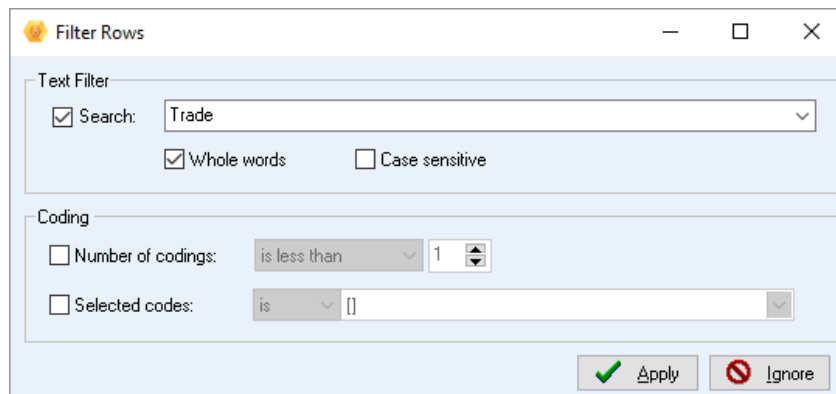 Filter Rows
Text Filter
Search: Trade
Whole words Case sensitive
Coding
Number of codings: is less than 1
Selected codes: is []
Apply Ignore